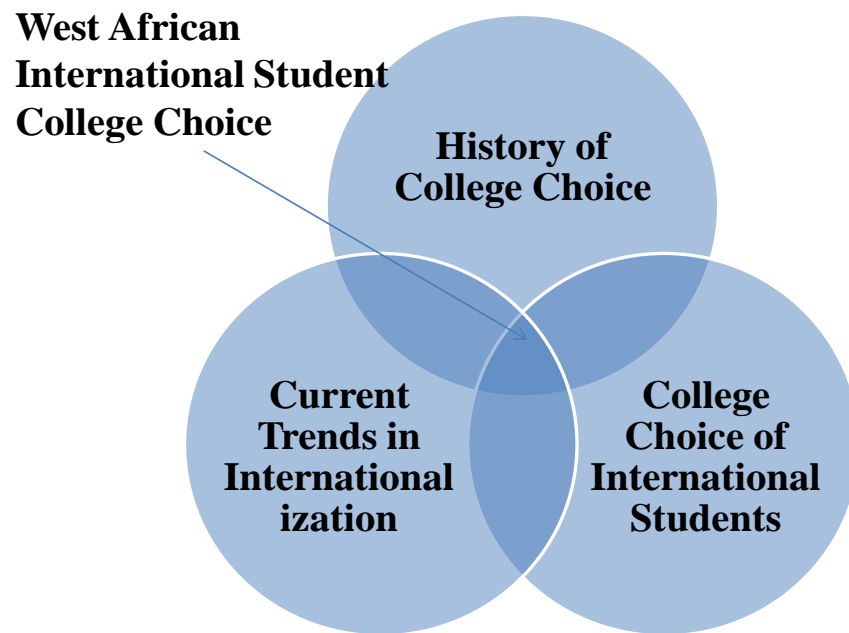 West African
International Student
College Choice
History of
College Choice
Current
Trends in
International
ization
College
Choice of
International
Students